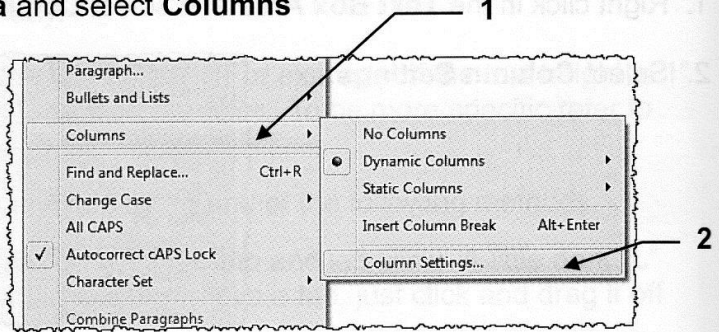 a and select Columns
1
Paragraph...
Bullets and Lists
Columns
Find and Replace... Ctrl+R
Change Case
All CAPS
Autocorrect cAPS Lock
Character Set
Combine Paragraphs
No Columns
Dynamic Columns
Static Columns
Insert Column Break Alt+Enter
Column Settings...
2